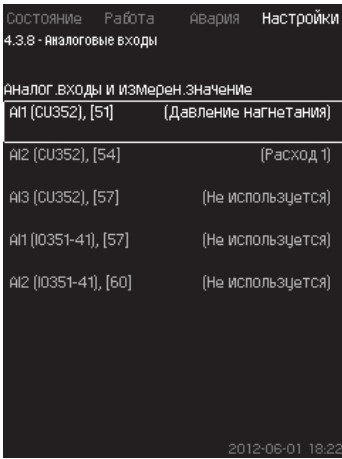 Состояние Работа Авария Настройки
4.3.8 - Аналоговые входы
Аналог.входы и измерен.значение
AI1 (CU352), [51] (Давление нагнетания)
AI2 (CU352), [54] (Расход 1)
AI3 (CU352), [57] (Не используется)
AI1 (IO351-41), [57] (Не используется)
AI2 (IO351-41), [60] (Не используется)
2012-06-01 18:22